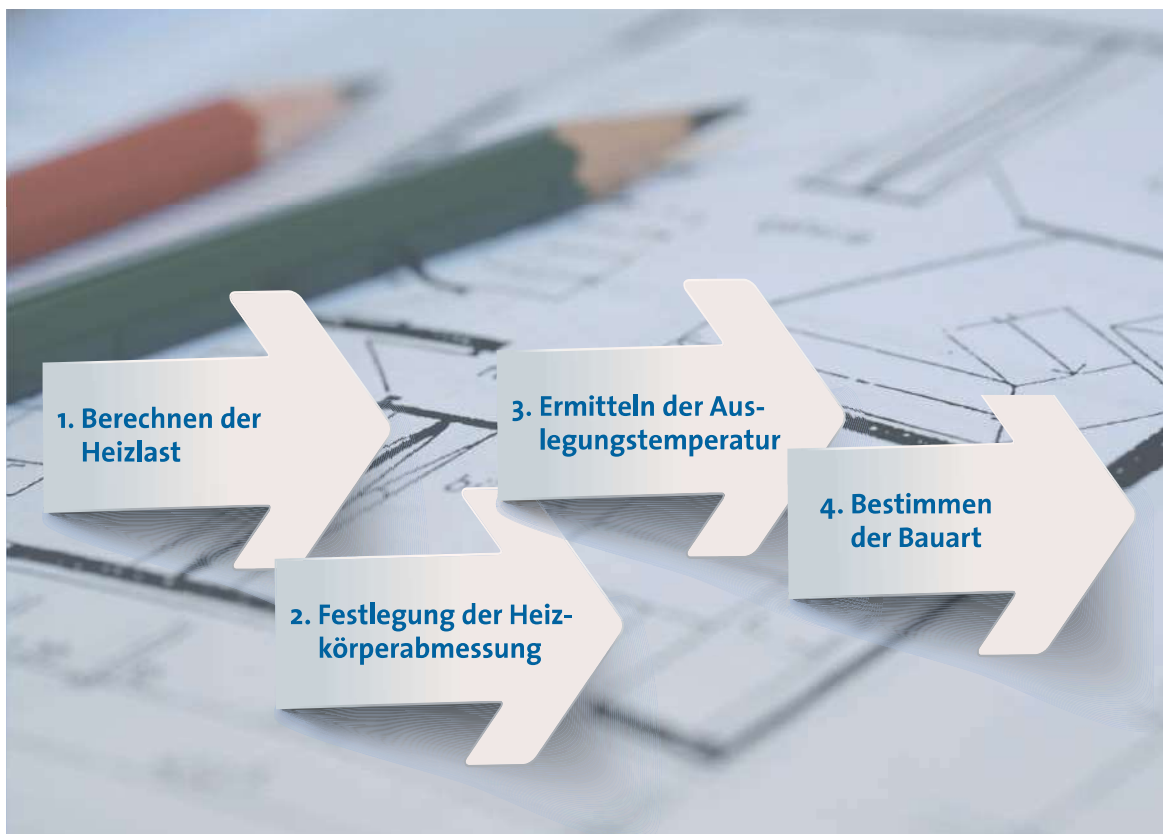 1. Berechnen der
Heizlast
2. Festlegung der Heiz-
körperabmessung
3. Ermitteln der Aus-
legungstemperatur
4. Bestimmen
der Bauart